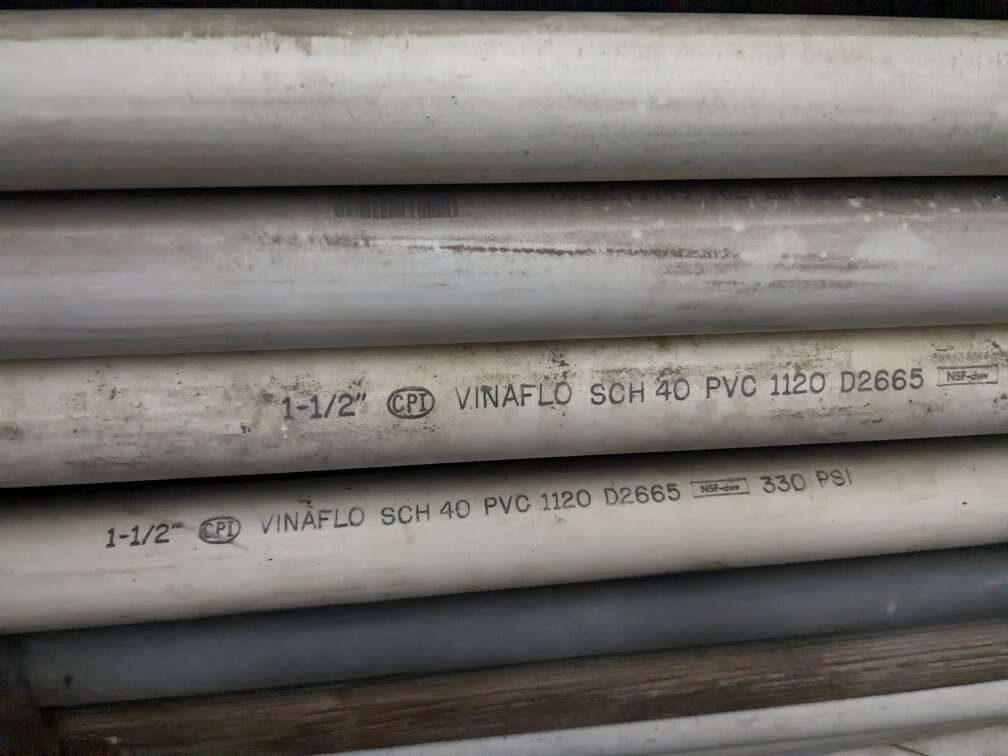 1-1/2" CPI VINAFLO SCH 40 PVC 1120 D2665 NSF-dwv
1-1/2" CPI VINAFLO SCH 40 PVC 1120 D2665 NSF-dwv 330 PSI